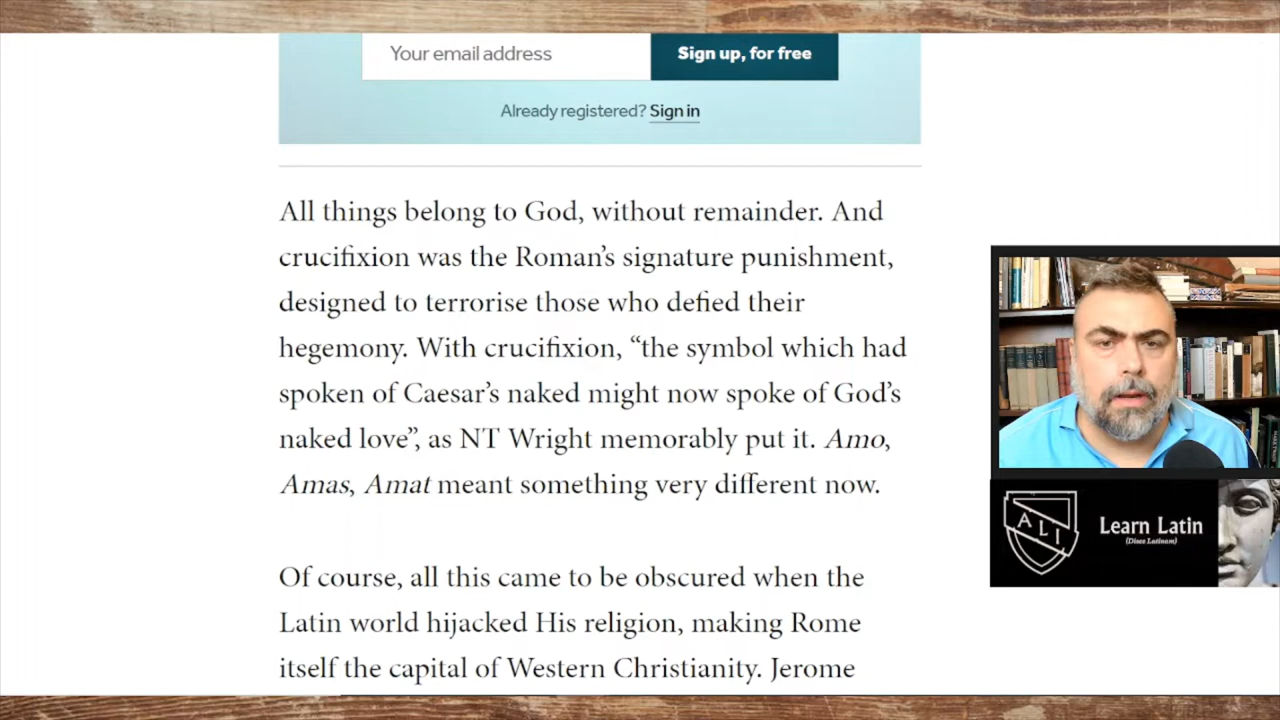 Your email address
Sign up, for free
Already registered? Sign in
All things belong to God, without remainder. And
crucifixion was the Roman’s signature punishment,
designed to terrorise those who defied their
hegemony. With crucifixion, “the symbol which had
spoken of Caesar’s naked might now spoke of God’s
naked love”, as NT Wright memorably put it. Amo,
Amas, Amat meant something very different now.
Of course, all this came to be obscured when the
Latin world hijacked His religion, making Rome
itself the capital of Western Christianity. Jerome
ALI
Learn Latin
(Disce Latinam)